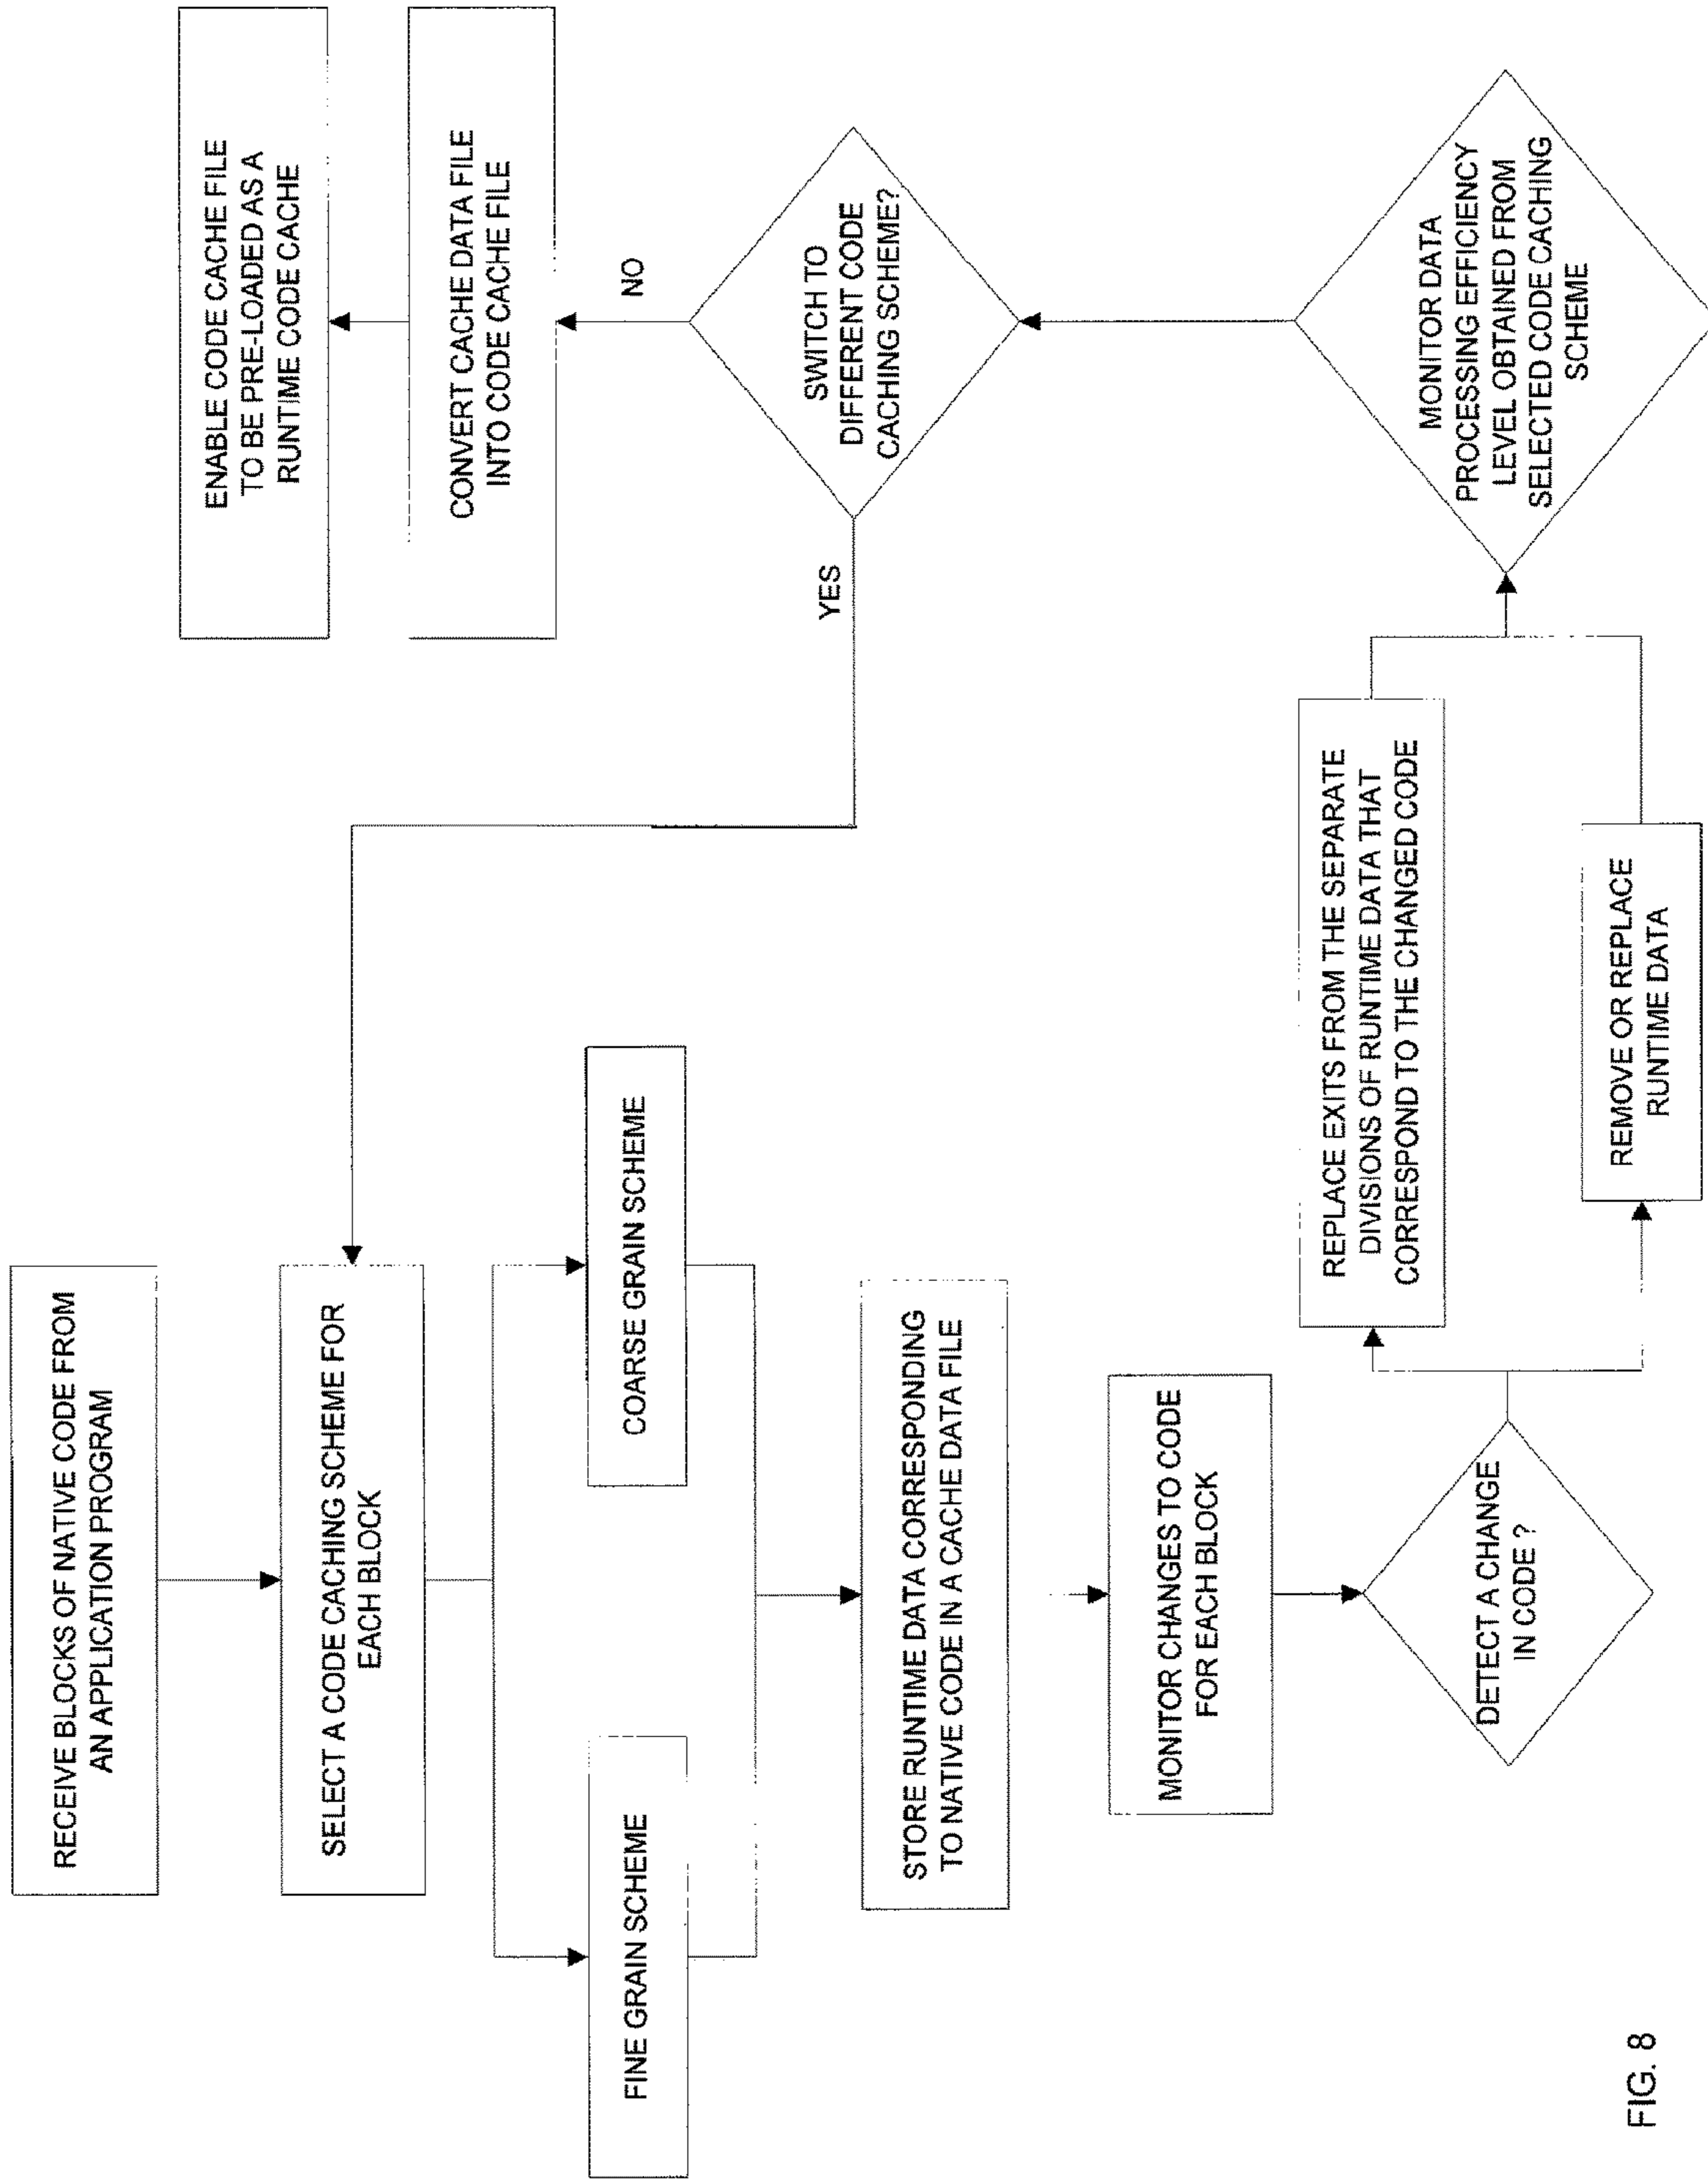 RECEIVE BLOCKS OF NATIVE CODE FROM
AN APPLICATION PROGRAM
SELECT A CODE CACHING SCHEME FOR
EACH BLOCK
FINE GRAIN SCHEME
COARSE GRAIN SCHEME
STORE RUNTIME DATA CORRESPONDING
TO NATIVE CODE IN A CACHE DATA FILE
MONITOR CHANGES TO CODE
FOR EACH BLOCK
DETECT A CHANGE
IN CODE ?
REPLACE EXITS FROM THE SEPARATE
DIVISIONS OF RUNTIME DATA THAT
CORRESPOND TO THE CHANGED CODE
REMOVE OR REPLACE
RUNTIME DATA
MONITOR DATA
PROCESSING EFFICIENCY
LEVEL OBTAINED FROM
SELECTED CODE CACHING
SCHEME
SWITCH TO
DIFFERENT CODE
CACHING SCHEME?
YES
NO
CONVERT CACHE DATA FILE
INTO CODE CACHE FILE
ENABLE CODE CACHE FILE
TO BE PRE-LOADED AS A
RUNTIME CODE CACHE
FIG. 8